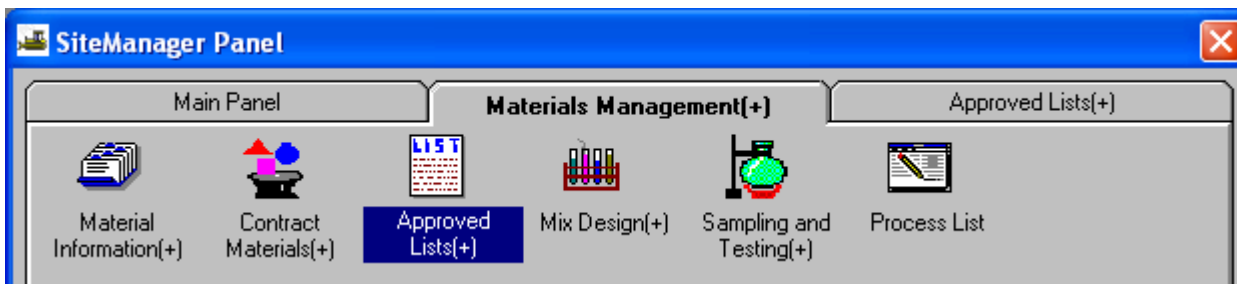 SiteManager Panel
Main Panel
Materials Management(+)
Approved Lists(+)
LIST
Material
Information(+)
Contract
Materials(+)
Approved
Lists(+)
Mix Design(+)
Sampling and
Testing(+)
Process List